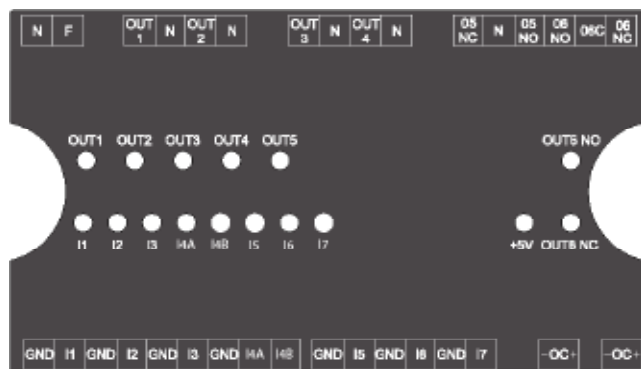 N F OUT 1 N OUT 2 N OUT 3 N OUT 4 N 05 NC N 05 NO 06 NO 06C 06 NC
OUT1 OUT2 OUT3 OUT4 OUT5 OUT6 NO
I1 I2 I3 I4A I4B I5 I6 I7 +5V OUT6 NC
GND I1 GND I2 GND I3 GND I4A I4B GND I5 GND I6 GND I7 -OC+ -OC+